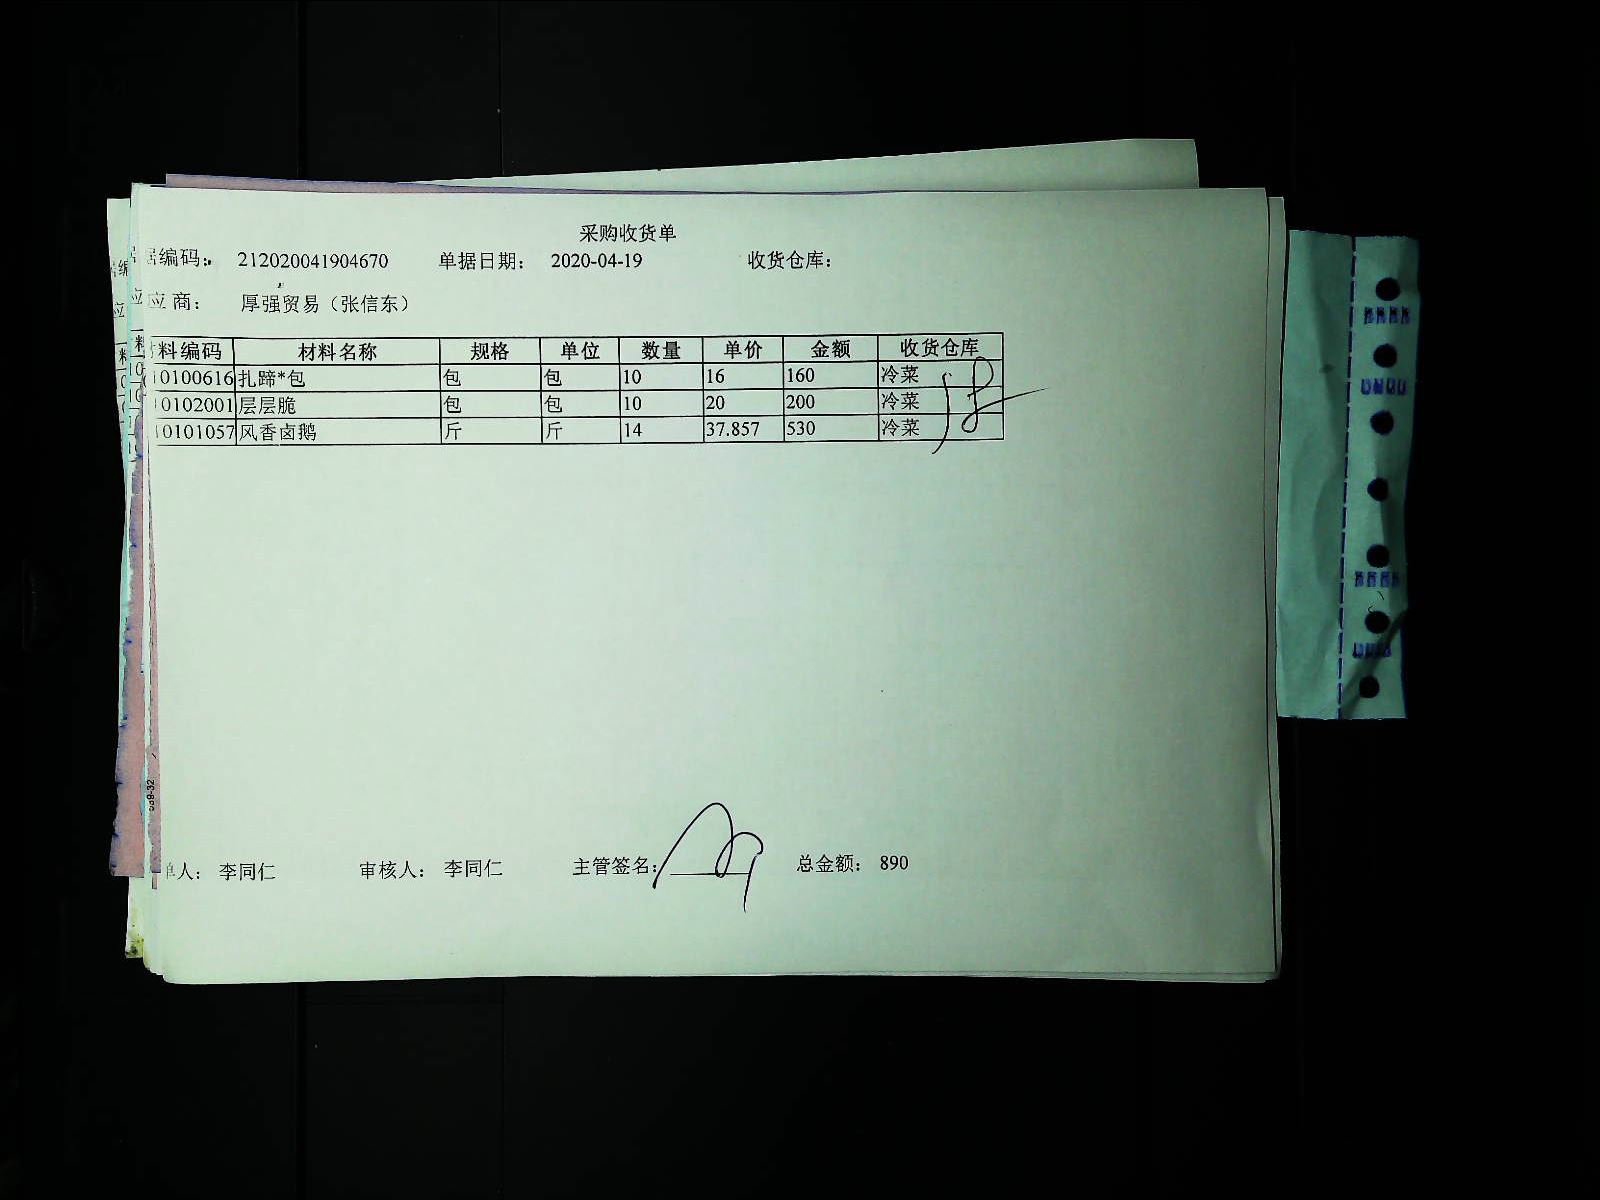 采购收货单
据编码： 212020041904670 单据日期： 2020-04-19 收货仓库：
应商： 厚强贸易（张信东）
材料编码 材料名称 规格 单位 数量 单价 金额 收货仓库
10100616 扎蹄*包 包 包 10 16 160 冷菜
10102001 层层脆 包 包 10 20 200 冷菜
10101057 风香卤鹅 斤 斤 14 37.857 530 冷菜
单人： 李同仁 审核人： 李同仁 主管签名： 总金额： 890